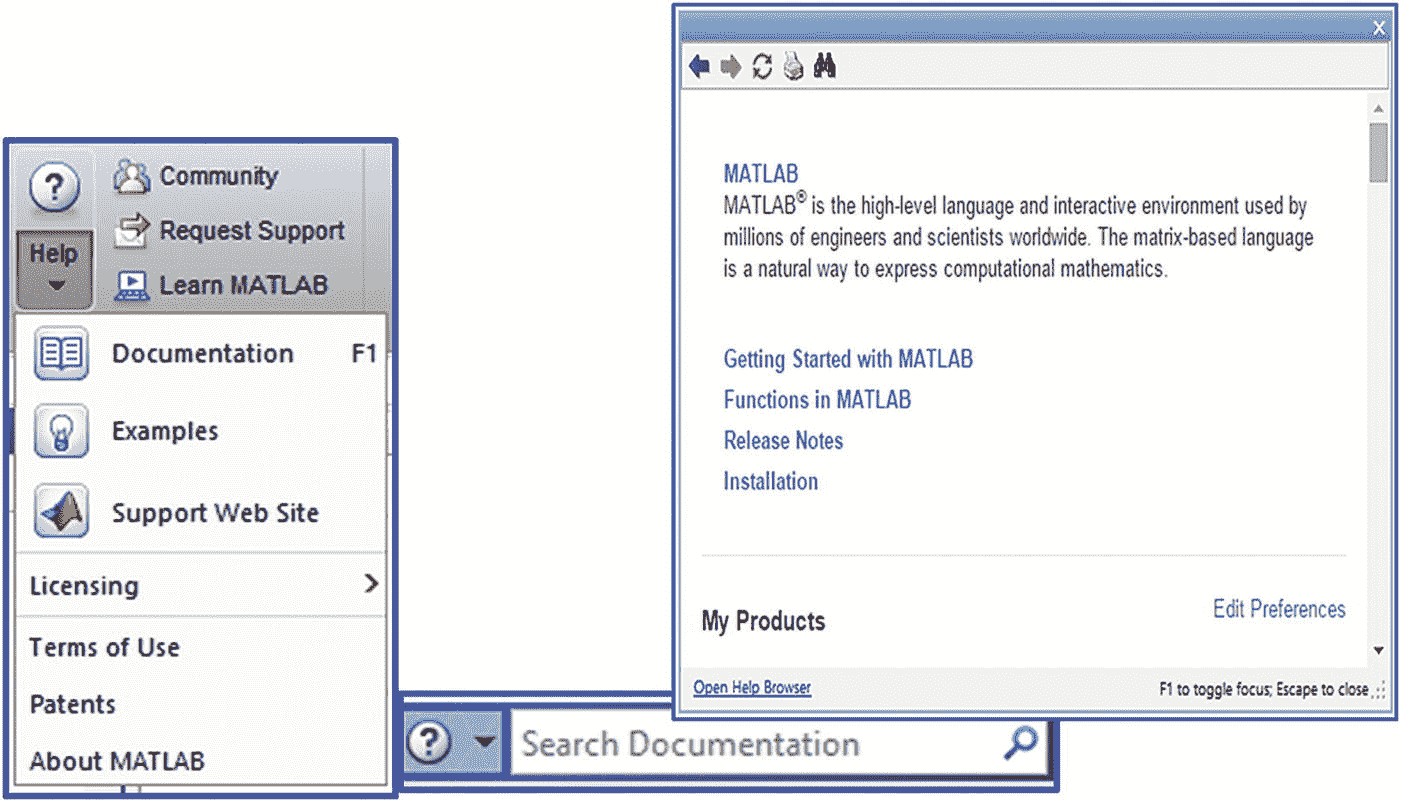 Community
Request Support
Help
Learn MATLAB
Documentation F1
Examples
Support Web Site
Licensing
Terms of Use
Patents
About MATLAB
Search Documentation
X
MATLAB
MATLAB® is the high-level language and interactive environment used by
millions of engineers and scientists worldwide. The matrix-based language
is a natural way to express computational mathematics.
Getting Started with MATLAB
Functions in MATLAB
Release Notes
Installation
My Products Edit Preferences
Open Help Browser F1 to toggle focus; Escape to close